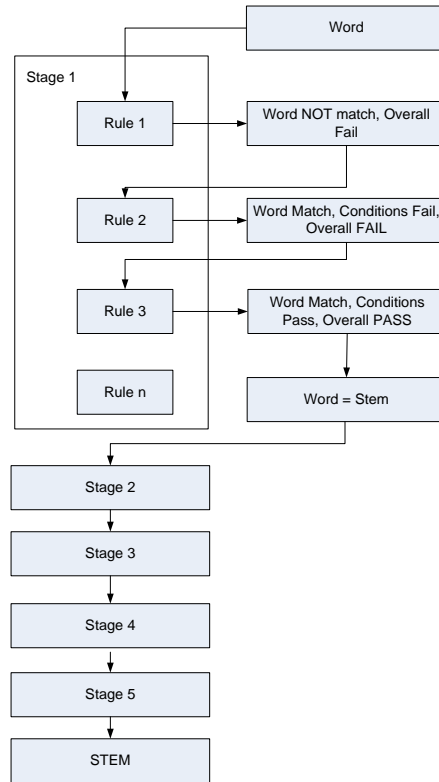 Word
Stage 1
Rule 1
Word NOT match, Overall
Fail
Rule 2
Word Match, Conditions Fail,
Overall FAIL
Rule 3
Word Match, Conditions
Pass, Overall PASS
Rule n
Word = Stem
Stage 2
Stage 3
Stage 4
Stage 5
STEM